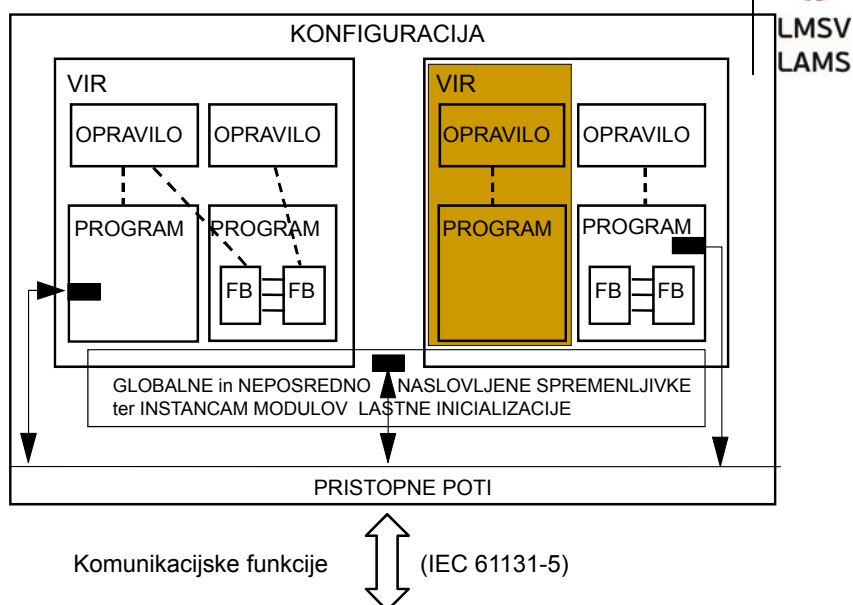 LMSV
LAMS
KONFIGURACIJA
VIR
OPRAVILO
OPRAVILO
PROGRAM
PROGRAM
FB
FB
VIR
OPRAVILO
OPRAVILO
PROGRAM
PROGRAM
FB
FB
GLOBALNE in NEPOSREDNO NASLOVLJENE SPREMENLJIVKE
ter INSTANCAM MODULOV LASTNE INICIALIZACIJE
PRISTOPNE POTI
Komunikacijske funkcije (IEC 61131-5)